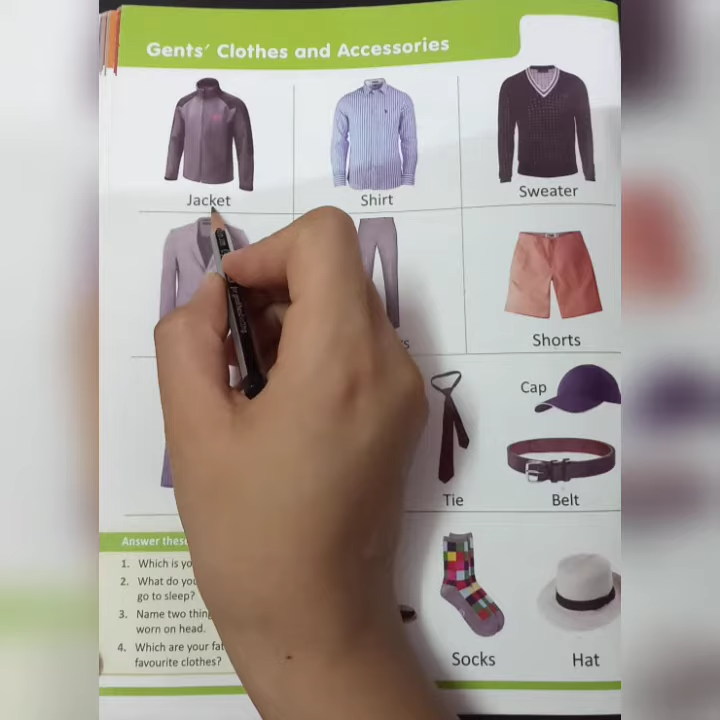 Gents' Clothes and Accessories
Jacket
Shirt
Sweater
Shorts
Cap
Tie
Belt
Answer these
1. Which is yo
2. What do you
go to sleep?
3. Name two thing
worn on head.
4. Which are your fat
favourite clothes?
Socks
Hat